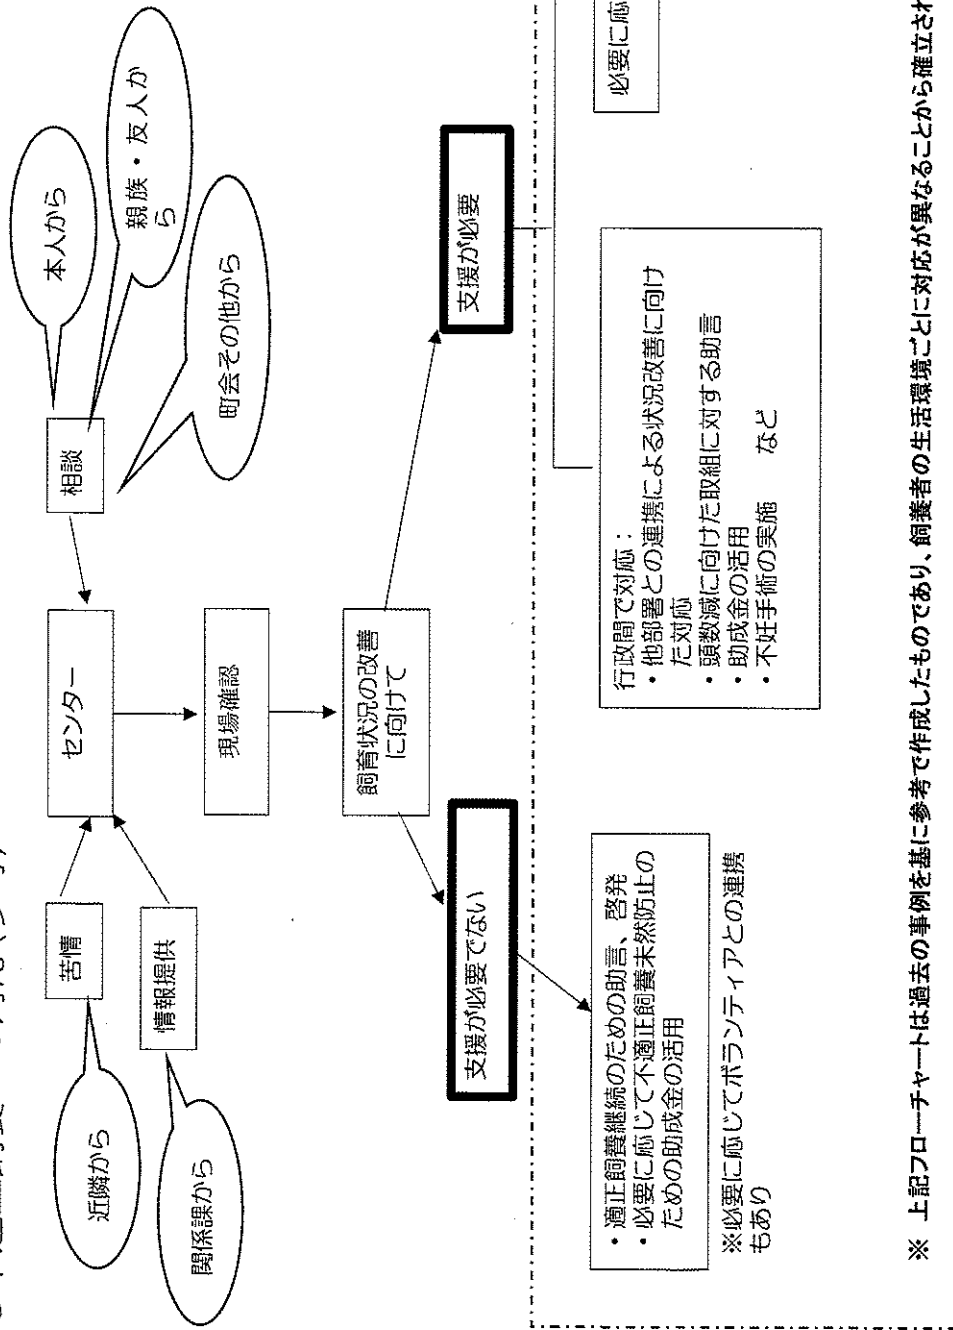 近隣から
苦情
関係課から
情報提供
センター
相談
本人から
親族・友人か
ら
町会その他から
現場確認
飼育状況の改善
に向けて
支援が必要でない
支援が必要
・適正飼養継続のための助言、啓発
・必要に応じて不適正飼養未然防止の
ための助成金の活用
※必要に応じてボランティアとの連携
もあり
行政間で対応：
・他部署との連携による状況改善に向け
た対応
・頭数減に向けた取組に対する助言
・助成金の活用
・不妊手術の実施　など
必要に応
※ 上記フローチャートは過去の事例を基に参考で作成したものであり、飼養者の生活環境ごとに対応が異なることから確立され